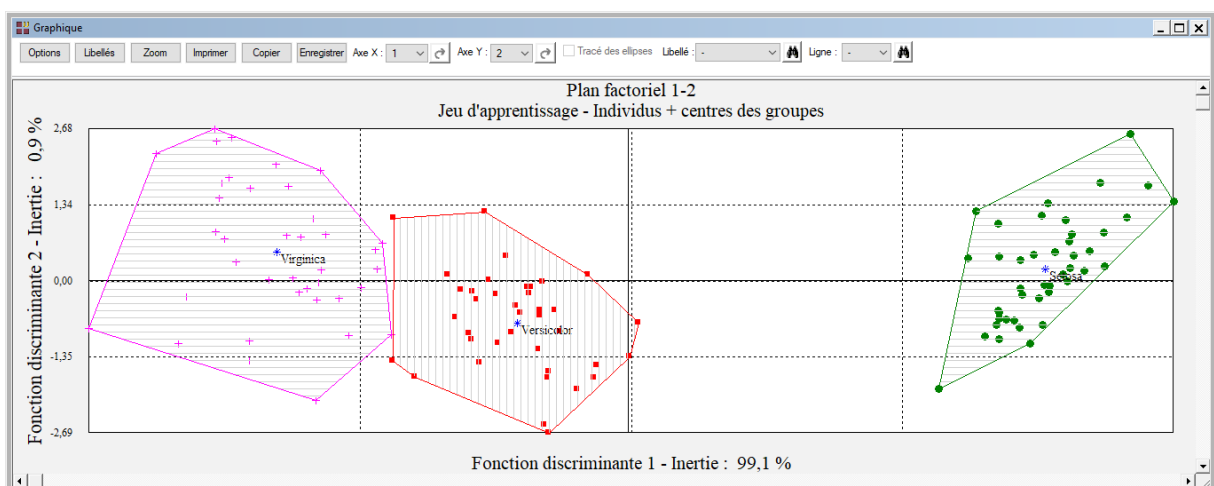 Graphique
Options Libellés Zoom Imprimer Copier Enregistrer Axe X : 1 Axe Y : 2 Tracé des ellipses Libellé : - Ligne : -
Plan factoriel 1-2
Jeu d'apprentissage - Individus + centres des groupes
Fonction discriminante 2 - Inertie : 0,9 %
2,68
1,34
0,00
-1,35
-2,69
Virginica
Versicolor
Setosa
Fonction discriminante 1 - Inertie : 99,1 %